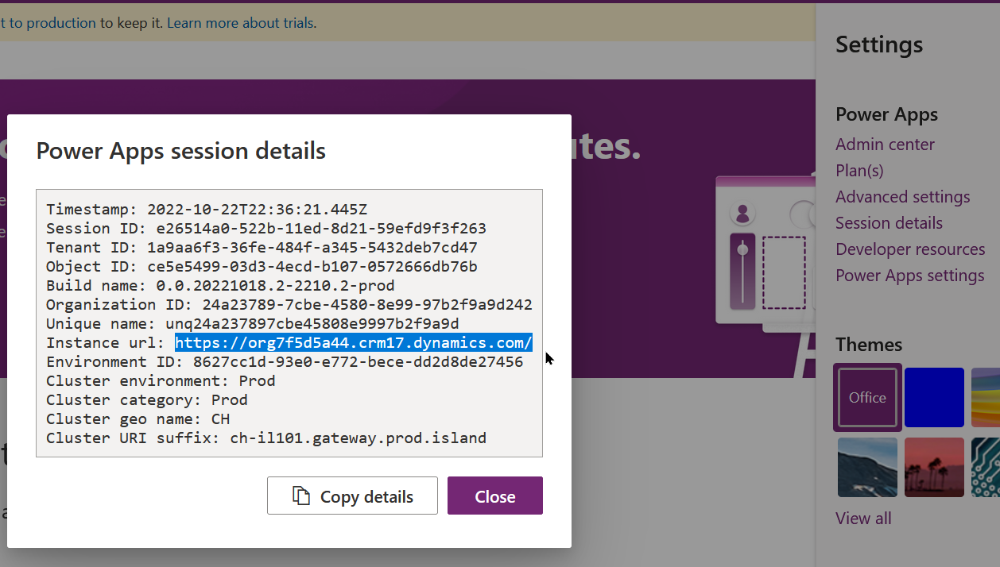 t to production to keep it. Learn more about trials.
utes.
Power Apps session details
Timestamp: 2022-10-22T22:36:21.445Z
Session ID: e26514a0-522b-11ed-8d21-59efd9f3f263
Tenant ID: 1a9aa6f3-36fe-484f-a345-5432deb7cd47
Object ID: ce5e5499-03d3-4ecd-b107-0572666db76b
Build name: 0.0.20221018.2-2210.2-prod
Organization ID: 24a23789-7cbe-4580-8e99-97b2f9a9d242
Unique name: unq24a237897cbe45808e9997b2f9a9d
Instance url: https://org7f5d5a44.crm17.dynamics.com/
Environment ID: 8627cc1d-93e0-e772-bece-dd2d8de27456
Cluster environment: Prod
Cluster category: Prod
Cluster geo name: CH
Cluster URI suffix: ch-il101.gateway.prod.island
Copy details
Close
Settings
Power Apps
Admin center
Plan(s)
Advanced settings
Session details
Developer resources
Power Apps settings
Themes
Office
View all